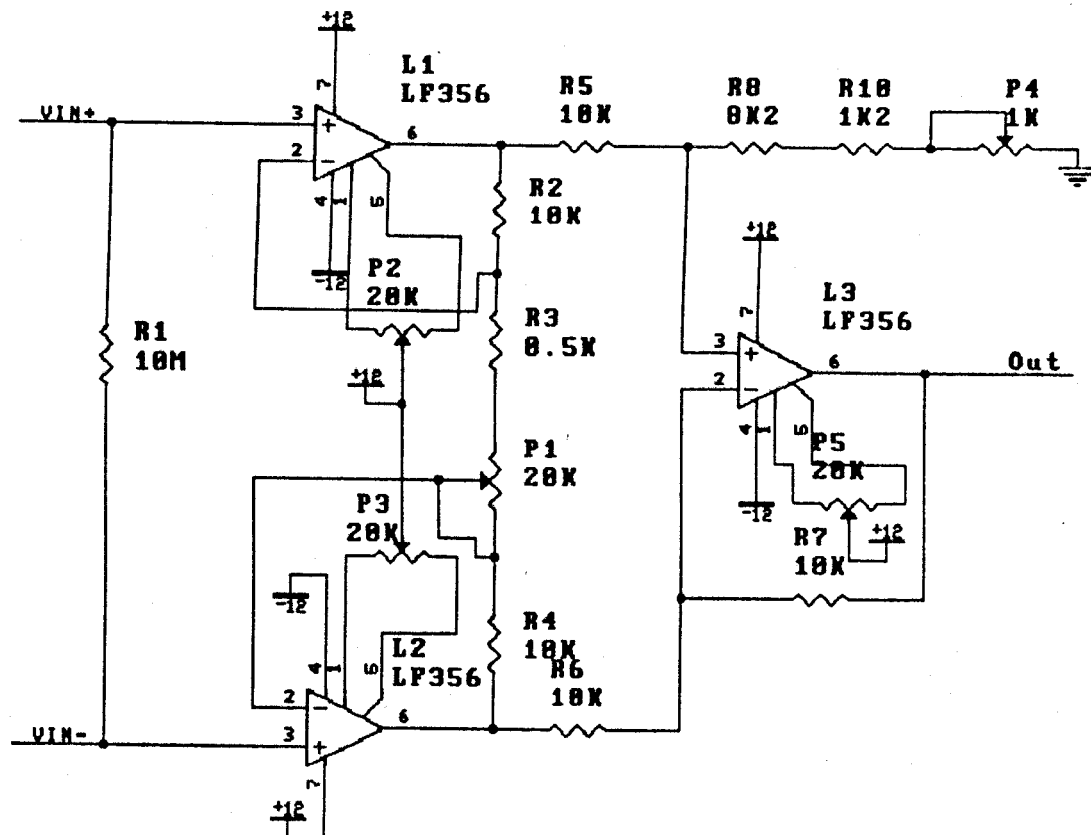 +12
7
L1
LF356
VIN+
3
+
2
-
6
4
1
5
-12
R5
10K
R8
8K2
R10
1K2
P4
1K
R2
10K
P2
20K
+12
R1
10M
R3
0.5K
+12
7
L3
LF356
3
+
2
-
6
Out
4
1
5
-12
P5
20K
+12
R7
10K
P1
20K
P3
20K
-12
4
1
5
L2
LF356
R4
10K
R6
10K
2
-
3
+
6
VIN-
7
+12